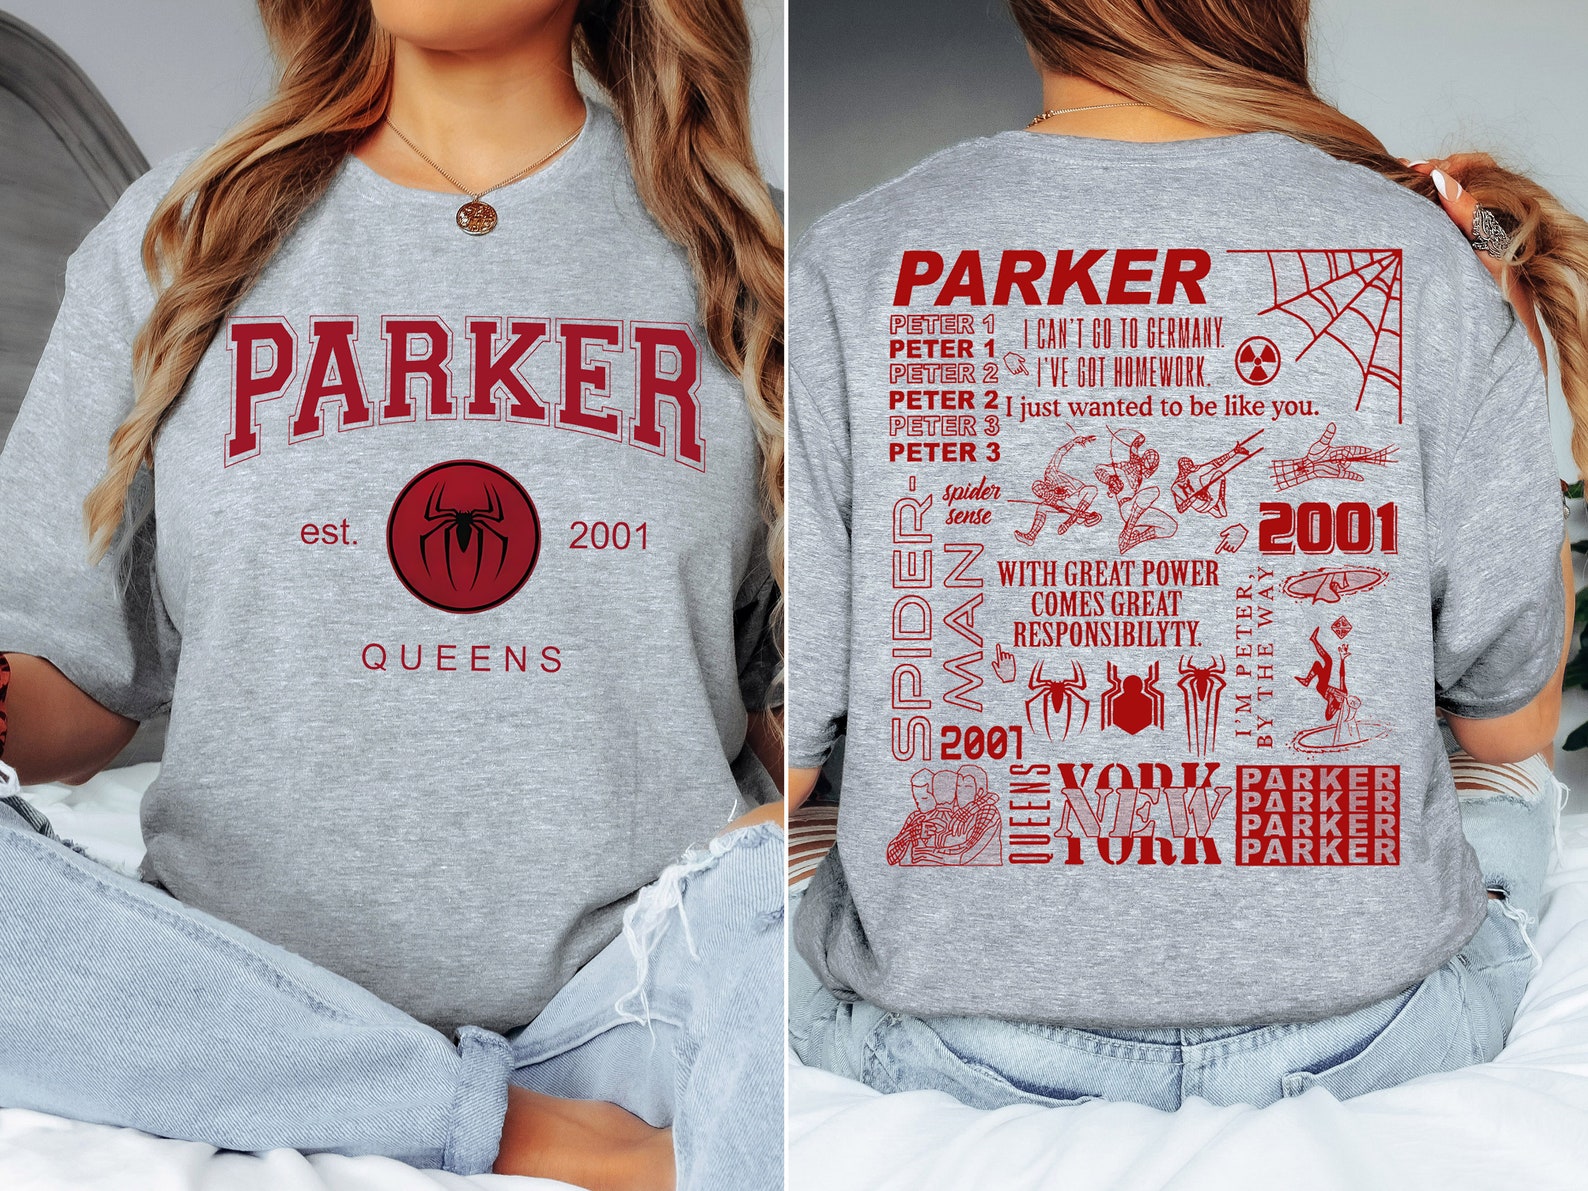 PARKER
est.
2001
QUEENS
PARKER
PETER 1
PETER 1
PETER 2
PETER 2
PETER 3
PETER 3
I CAN'T GO TO GERMANY.
I'VE GOT HOMEWORK.
I just wanted to be like you.
spider
sense
SPIDER-
MAN
2001
WITH GREAT POWER
COMES GREAT
RESPONSIBILYTY.
2001
I'M PETER,
BY THE WAY
QUEENS
YORK
NEW
YORK
PARKER
PARKER
PARKER
PARKER